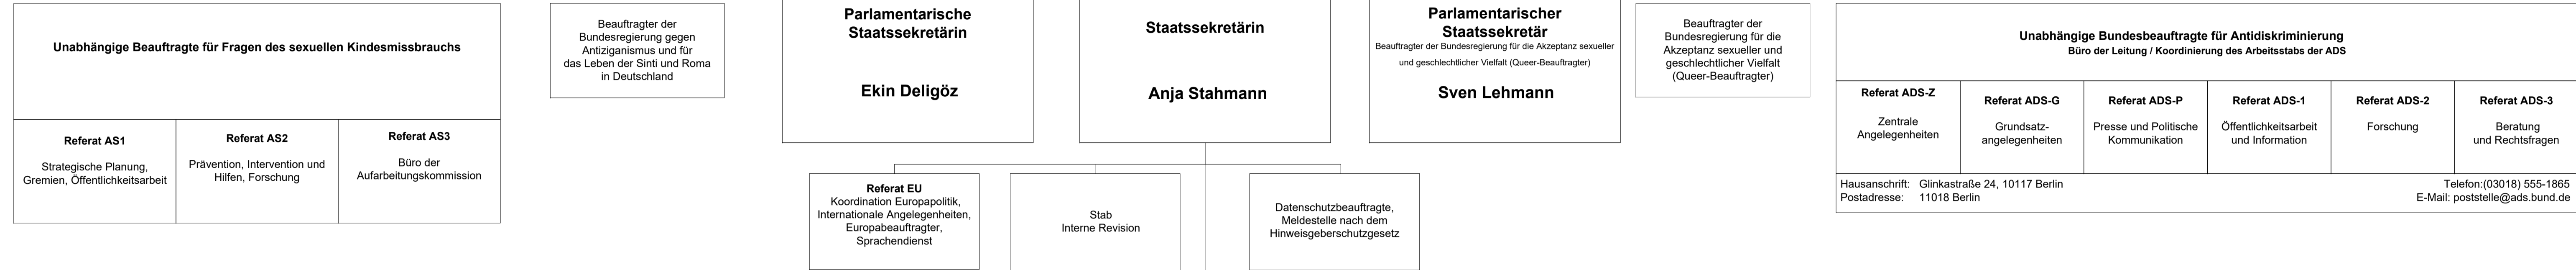 Unabhängige Beauftragte für Fragen des sexuellen Kindesmissbrauchs
Referat AS1
Strategische Planung,
Gremien, Öffentlichkeitsarbeit
Referat AS2
Prävention, Intervention und
Hilfen, Forschung
Referat AS3
Büro der
Aufarbeitungskommission
Beauftragter der
Bundesregierung gegen
Antiziganismus und für
das Leben der Sinti und Roma
in Deutschland
Parlamentarische
Staatssekretärin
Ekin Deligöz
Staatssekretärin
Anja Stahmann
Parlamentarischer
Staatssekretär
Beauftragter der Bundesregierung für die Akzeptanz sexueller
und geschlechtlicher Vielfalt (Queer-Beauftragter)
Sven Lehmann
Beauftragter der
Bundesregierung für die
Akzeptanz sexueller und
geschlechtlicher Vielfalt
(Queer-Beauftragter)
Referat EU
Koordination Europapolitik,
Internationale Angelegenheiten,
Europabeauftragter,
Sprachendienst
Stab
Interne Revision
Datenschutzbeauftragte,
Meldestelle nach dem
Hinweisgeberschutzgesetz
Unabhängige Bundesbeauftragte für Antidiskriminierung
Büro der Leitung / Koordinierung des Arbeitsstabs der ADS
Referat ADS-Z
Zentrale
Angelegenheiten
Referat ADS-G
Grundsatz-
angelegenheiten
Referat ADS-P
Presse und Politische
Kommunikation
Referat ADS-1
Öffentlichkeitsarbeit
und Information
Referat ADS-2
Forschung
Referat ADS-3
Beratung
und Rechtsfragen
Hausanschrift: Glinkastraße 24, 10117 Berlin
Postadresse: 11018 Berlin
Telefon:(03018) 555-1865
E-Mail: poststelle@ads.bund.de